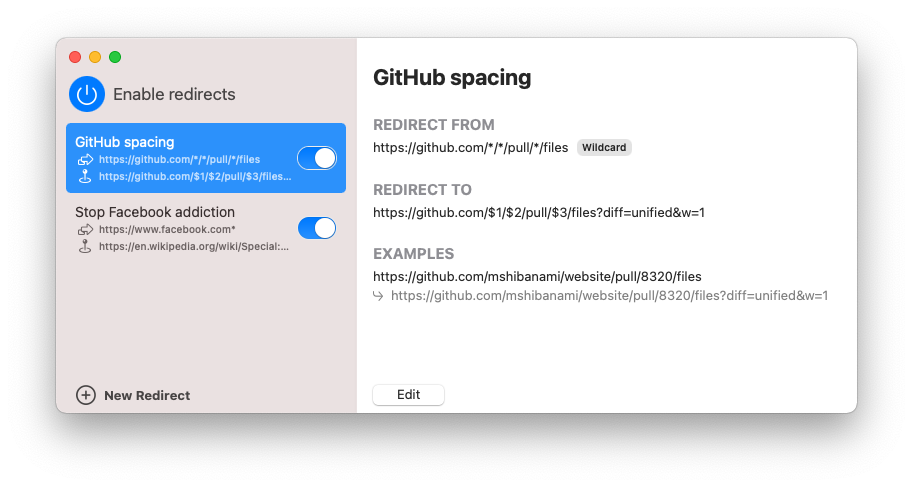 Enable redirects
GitHub spacing
https://github.com/*/*/pull/*/files
https://github.com/$1/$2/pull/$3/files...
Stop Facebook addiction
https://www.facebook.com*
https://en.wikipedia.org/wiki/Special:...
New Redirect
GitHub spacing
REDIRECT FROM
https://github.com/*/*/pull/*/files Wildcard
REDIRECT TO
https://github.com/$1/$2/pull/$3/files?diff=unified&w=1
EXAMPLES
https://github.com/mshibanami/website/pull/8320/files
https://github.com/mshibanami/website/pull/8320/files?diff=unified&w=1
Edit